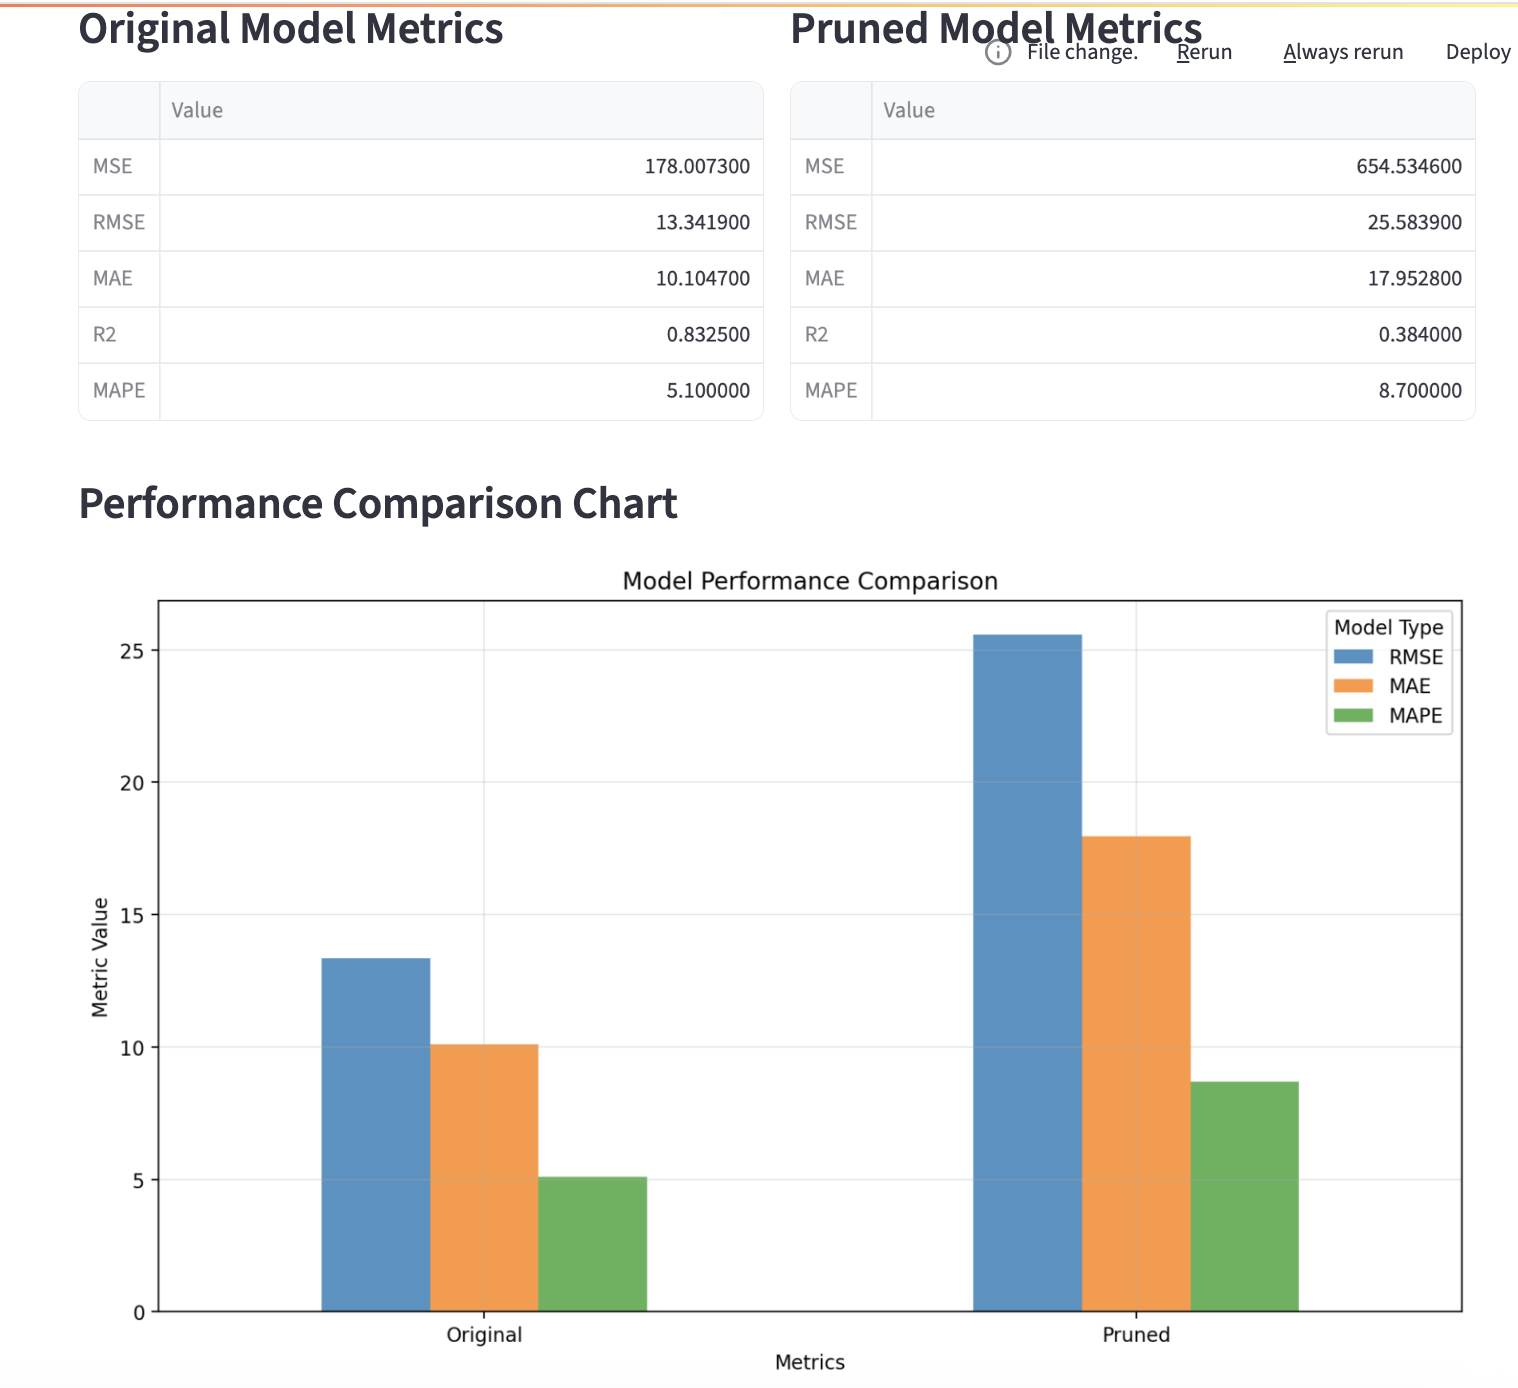 Original Model Metrics
Pruned Model Metrics
File change. Rerun Always rerun Deploy
Value
MSE 178.007300
RMSE 13.341900
MAE 10.104700
R2 0.832500
MAPE 5.100000
Value
MSE 654.534600
RMSE 25.583900
MAE 17.952800
R2 0.384000
MAPE 8.700000
Performance Comparison Chart
Model Performance Comparison
Model Type
RMSE
MAE
MAPE
Metric Value
25
20
15
10
5
0
Original Pruned
Metrics